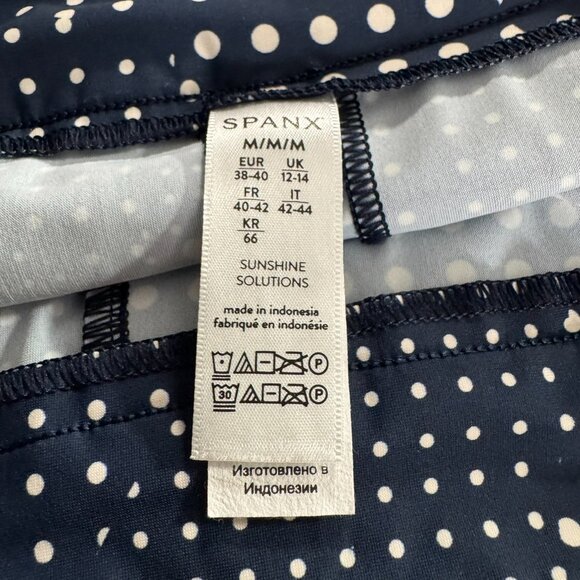 SPANX
M/M/M
EUR UK
38-40 12-14
FR IT
40-42 42-44
KR
66
SUNSHINE
SOLUTIONS
made in indonesia
fabriqué en indonésie
P
30 P
Изготовлено в
Индонезии